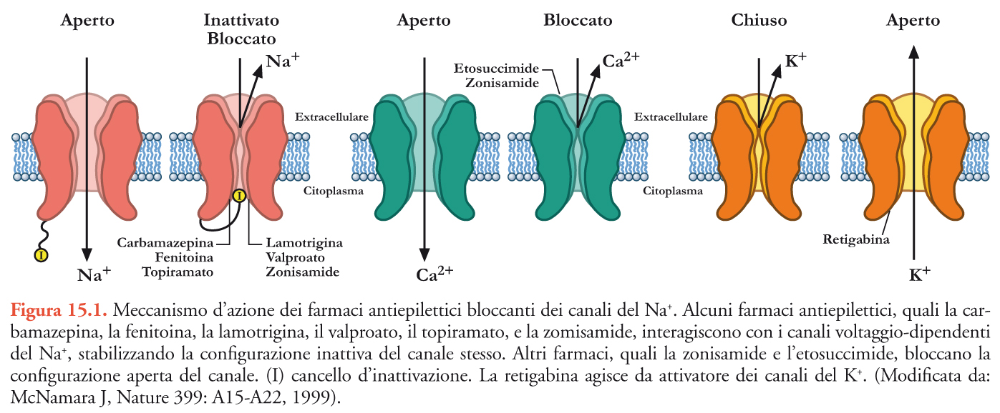 Aperto
Inattivato
Bloccato
Aperto
Bloccato
Chiuso
Aperto
Na⁺
Ca²⁺
K⁺
Etosuccimide
Zonisamide
Extracellulare
Extracellulare
Citoplasma
Citoplasma
I
I
Carbamazepina
Fenitoina
Topiramato
Lamotrigina
Valproato
Zonisamide
Retigabina
Na⁺
Ca²⁺
K⁺
Figura 15.1. Meccanismo d'azione dei farmaci antiepilettici bloccanti dei canali del Na⁺. Alcuni farmaci antiepilettici, quali la car-
bamazepina, la fenitoina, la lamotrigina, il valproato, il topiramato, e la zomisamide, interagiscono con i canali voltaggio-dipendenti
del Na⁺, stabilizzando la configurazione inattiva del canale stesso. Altri farmaci, quali la zonisamide e l'etosuccimide, bloccano la
configurazione aperta del canale. (I) cancello d'inattivazione. La retigabina agisce da attivatore dei canali del K⁺. (Modificata da:
McNamara J, Nature 399: A15-A22, 1999).